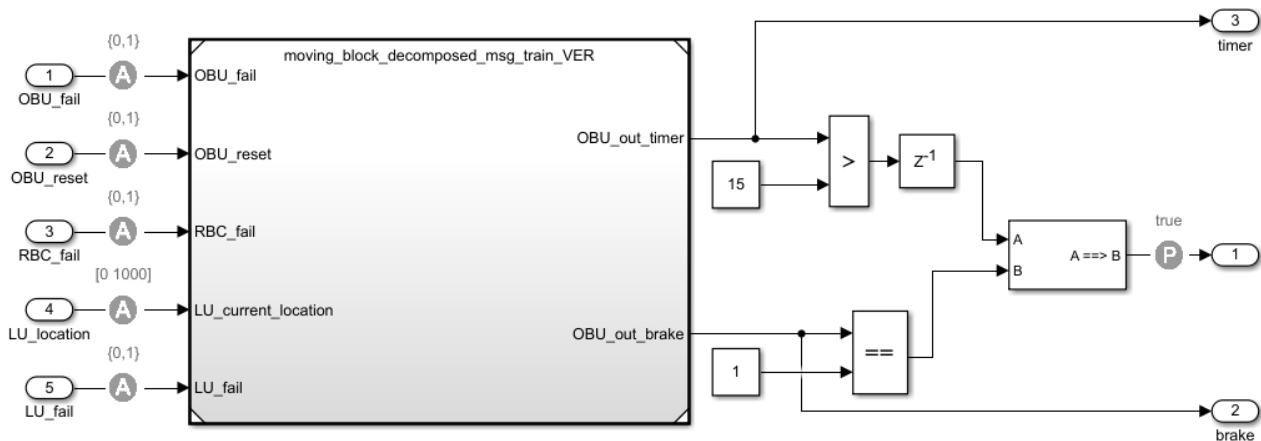 {0,1}
1
A
OBU_fail
{0,1}
2
A
OBU_reset
{0,1}
3
A
RBC_fail
[0 1000]
4
A
LU_location
{0,1}
5
A
LU_fail
moving_block_decomposed_msg_train_VER
OBU_fail
OBU_reset
RBC_fail
LU_current_location
LU_fail
OBU_out_timer
OBU_out_brake
15
>
Z-1
1
==
A
B
A ==> B
true
P
3
timer
1
2
brake